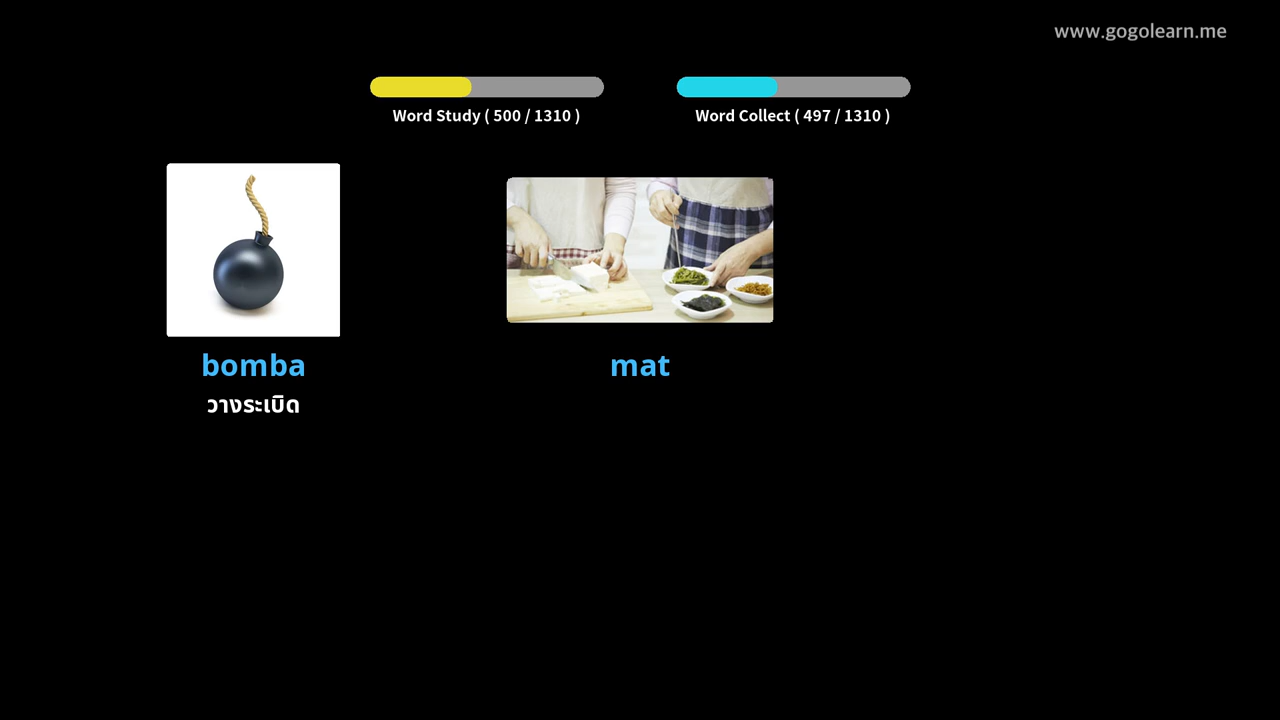 www.gogolearn.me
Word Study ( 500 / 1310 )
Word Collect ( 497 / 1310 )
bomba
วางระเบิด
mat